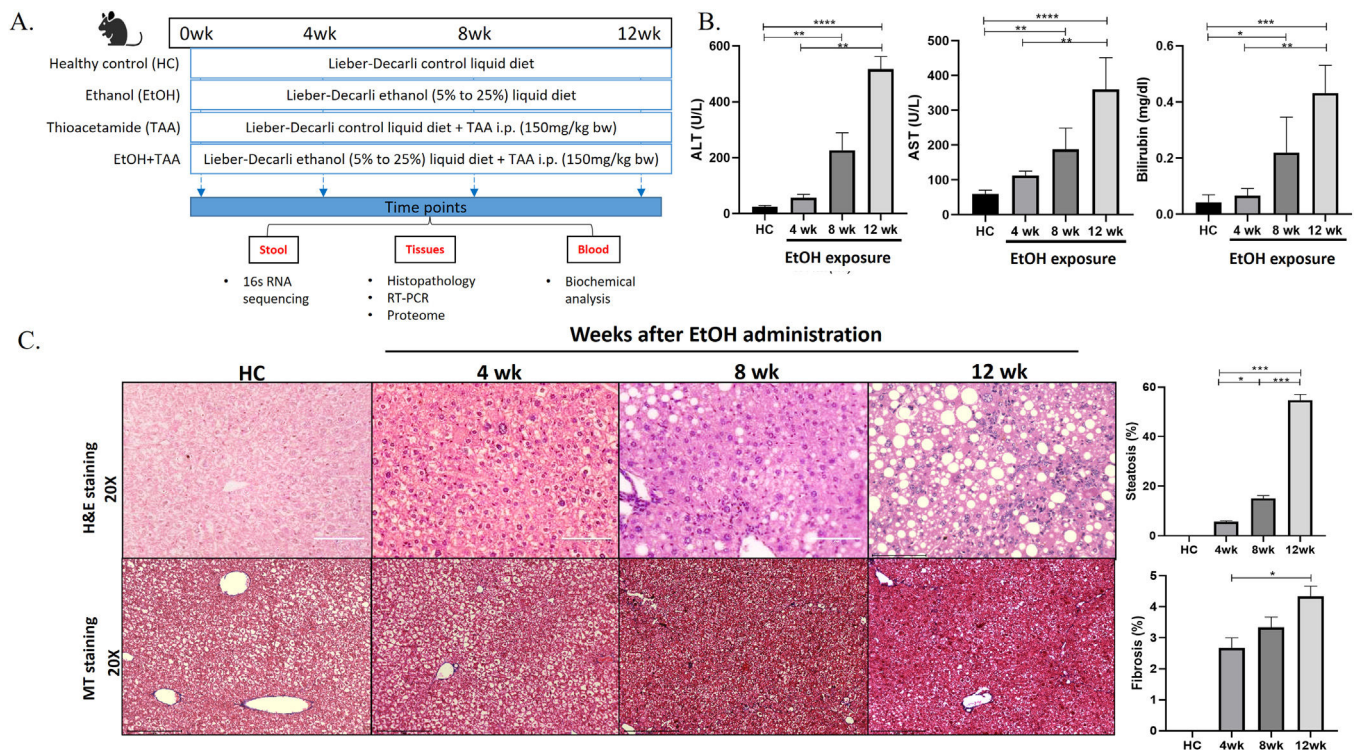 A.
0wk 4wk 8wk 12wk
Healthy control (HC) Lieber-Decarli control liquid diet
Ethanol (EtOH) Lieber-Decarli ethanol (5% to 25%) liquid diet
Thioacetamide (TAA) Lieber-Decarli control liquid diet + TAA i.p. (150mg/kg bw)
EtOH+TAA Lieber-Decarli ethanol (5% to 25%) liquid diet + TAA i.p. (150mg/kg bw)
Time points
Stool Tissues Blood
• 16s RNA sequencing
• Histopathology
• RT-PCR
• Proteome
• Biochemical analysis
B.
****
**
**
ALT (U/L)
600
400
200
0
HC 4 wk 8 wk 12 wk
EtOH exposure
****
**
**
AST (U/L)
500
400
300
200
100
0
HC 4 wk 8 wk 12 wk
EtOH exposure
***
*
**
Bilirubin (mg/dl)
0.6
0.4
0.2
0.0
HC 4 wk 8 wk 12 wk
EtOH exposure
C.
Weeks after EtOH administration
HC 4 wk 8 wk 12 wk
H&E staining
20X
MT staining
20X
***
* ***
Steatosis (%)
60
40
20
0
HC 4wk 8wk 12wk
*
Fibrosis (%)
5
4
3
2
1
0
HC 4wk 8wk 12wk